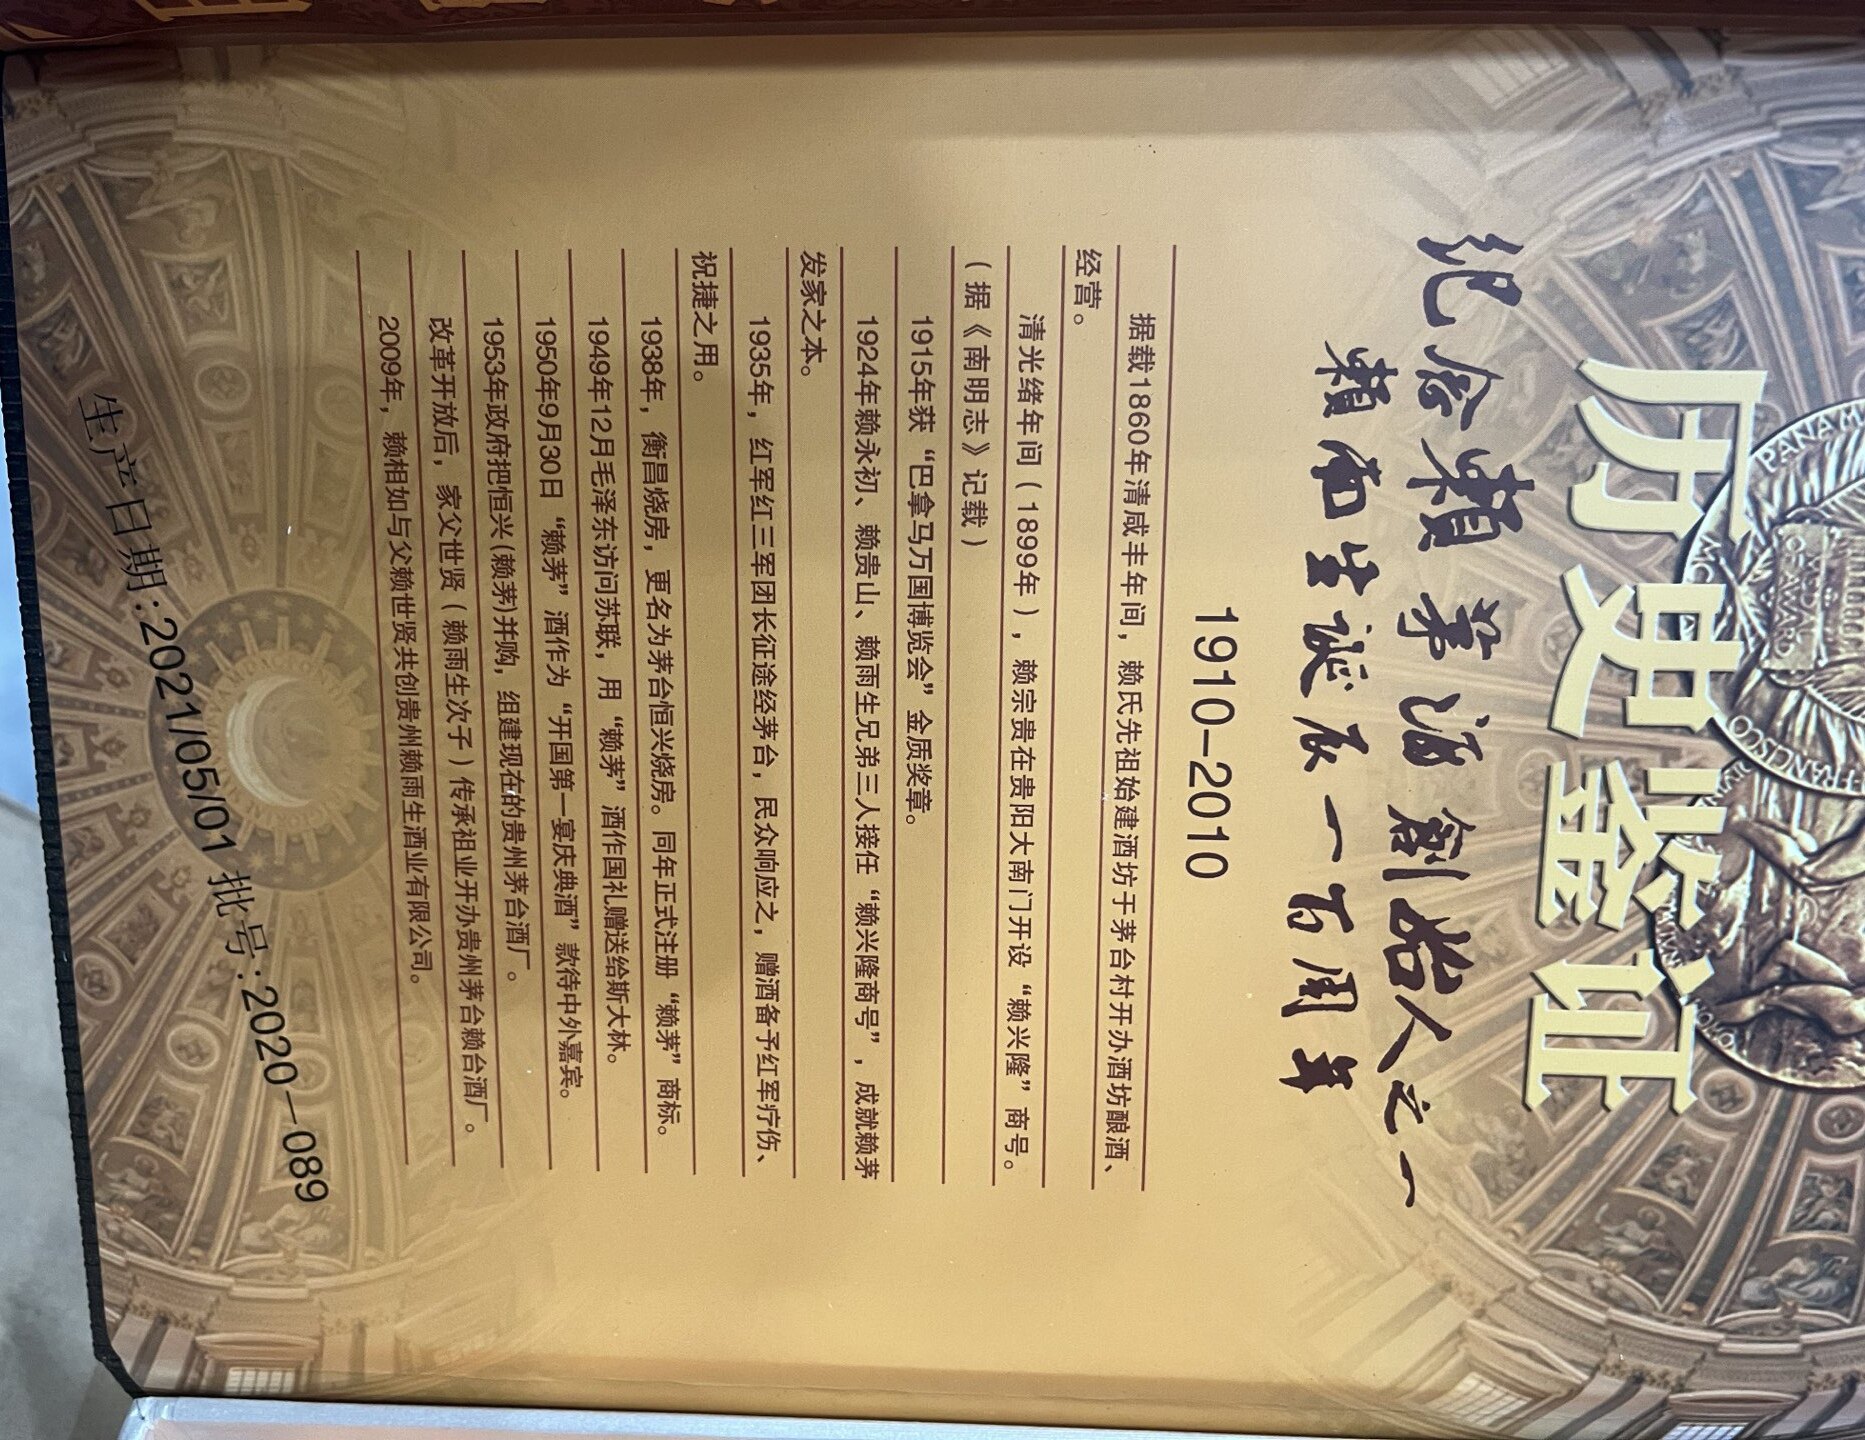 历史鉴证
PANAM
OF AWARD
FRANCISCO
纪念赖茅酒创始人之一
赖雨生诞辰一百周年
1910-2010
据载1860年清咸丰年间，赖氏先祖始建酒坊于茅台村开办酒坊酿酒、
经营。
清光绪年间（1899年），赖宗贵在贵阳大南门开设“赖兴隆”商号。
（据《南明志》记载）
1915年获“巴拿马万国博览会”金质奖章。
1924年赖永初、赖贵山、赖雨生兄弟三人接任“赖兴隆商号”，成就赖茅
发家之本。
1935年，红军红三军团长征途经茅台，民众响应之，赠酒备予红军疗伤、
祝捷之用。
1938年，衡昌烧房，更名为茅台恒兴烧房。同年正式注册“赖茅”商标。
1949年12月毛泽东访问苏联，用“赖茅”酒作国礼赠送给斯大林。
1950年9月30日“赖茅”酒作为“开国第一宴庆典酒”款待中外嘉宾。
1953年政府把恒兴(赖茅)并购，组建现在的贵州茅台酒厂。
改革开放后，家父世贤（赖雨生次子）传承祖业开办贵州茅台赖台酒厂。
2009年，赖相如与父赖世贤共创贵州赖雨生酒业有限公司。
生产日期:2021/05/01 批号:2020—089